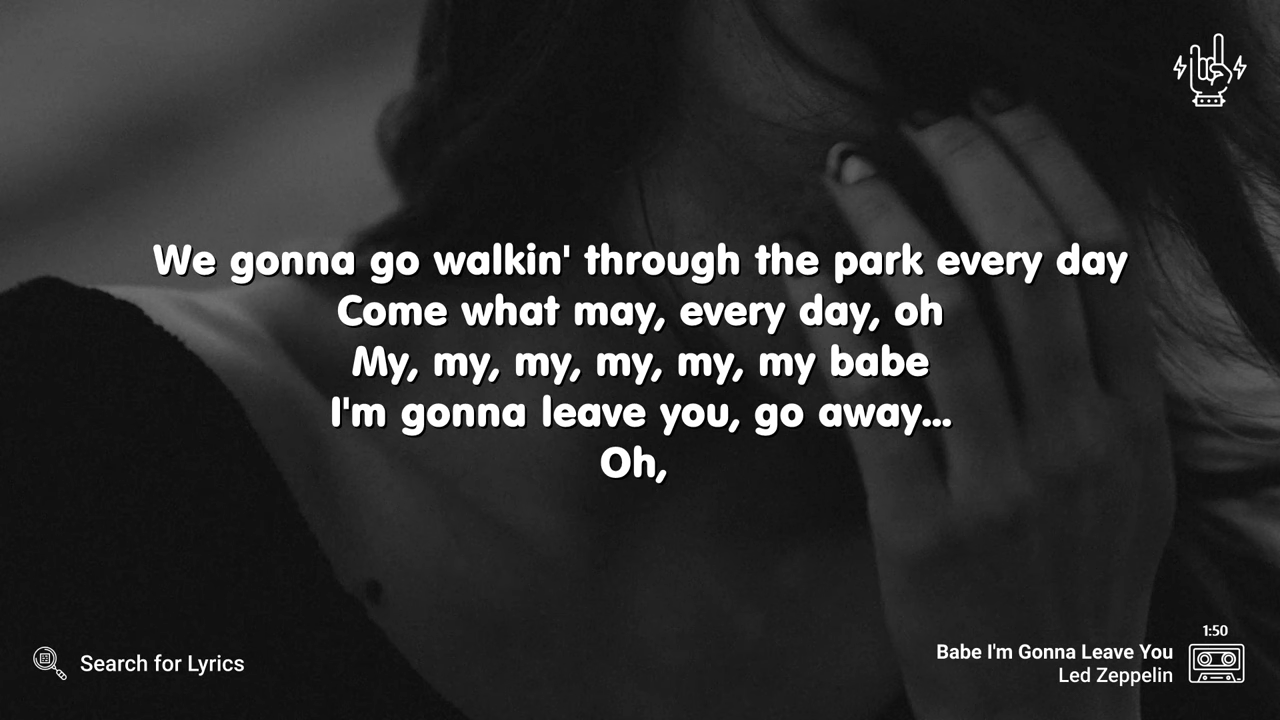 We gonna go walkin' through the park every day
Come what may, every day, oh
My, my, my, my, my, my babe
I'm gonna leave you, go away...
Oh,
1:50
Search for Lyrics
Babe I'm Gonna Leave You
Led Zeppelin